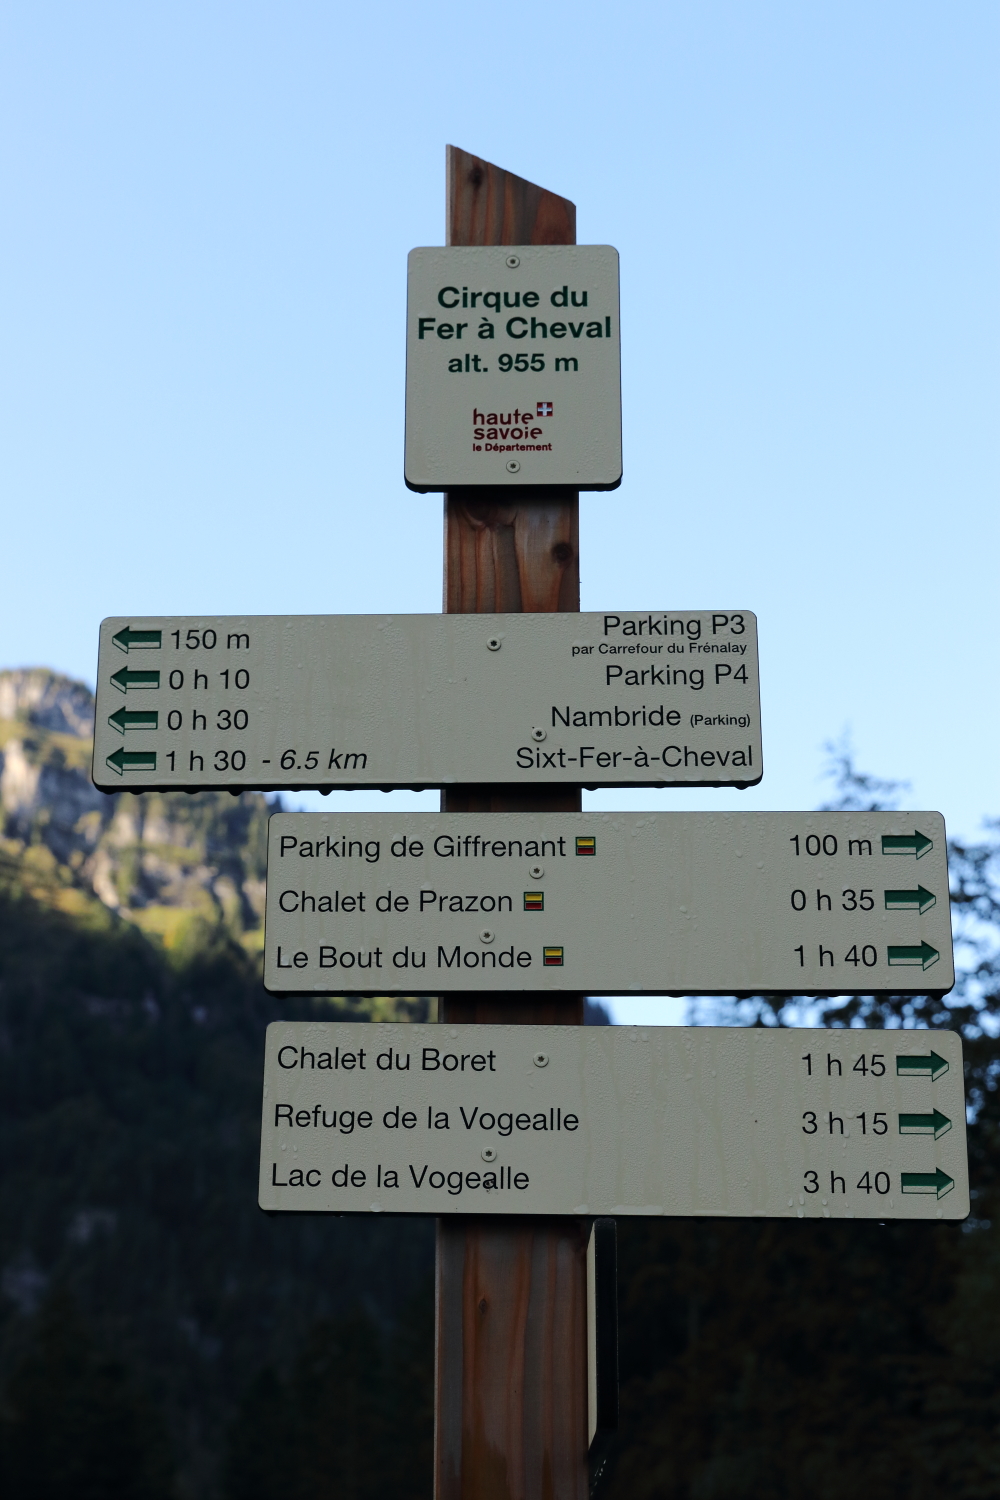 Cirque du
Fer à Cheval
alt. 955 m
haute
savoie
le Département
150 m Parking P3
par Carrefour du Frénalay
0 h 10 Parking P4
0 h 30 Nambride (Parking)
1 h 30 - 6.5 km Sixt-Fer-à-Cheval
Parking de Giffrenant 100 m
Chalet de Prazon 0 h 35
Le Bout du Monde 1 h 40
Chalet du Boret 1 h 45
Refuge de la Vogealle 3 h 15
Lac de la Vogealle 3 h 40